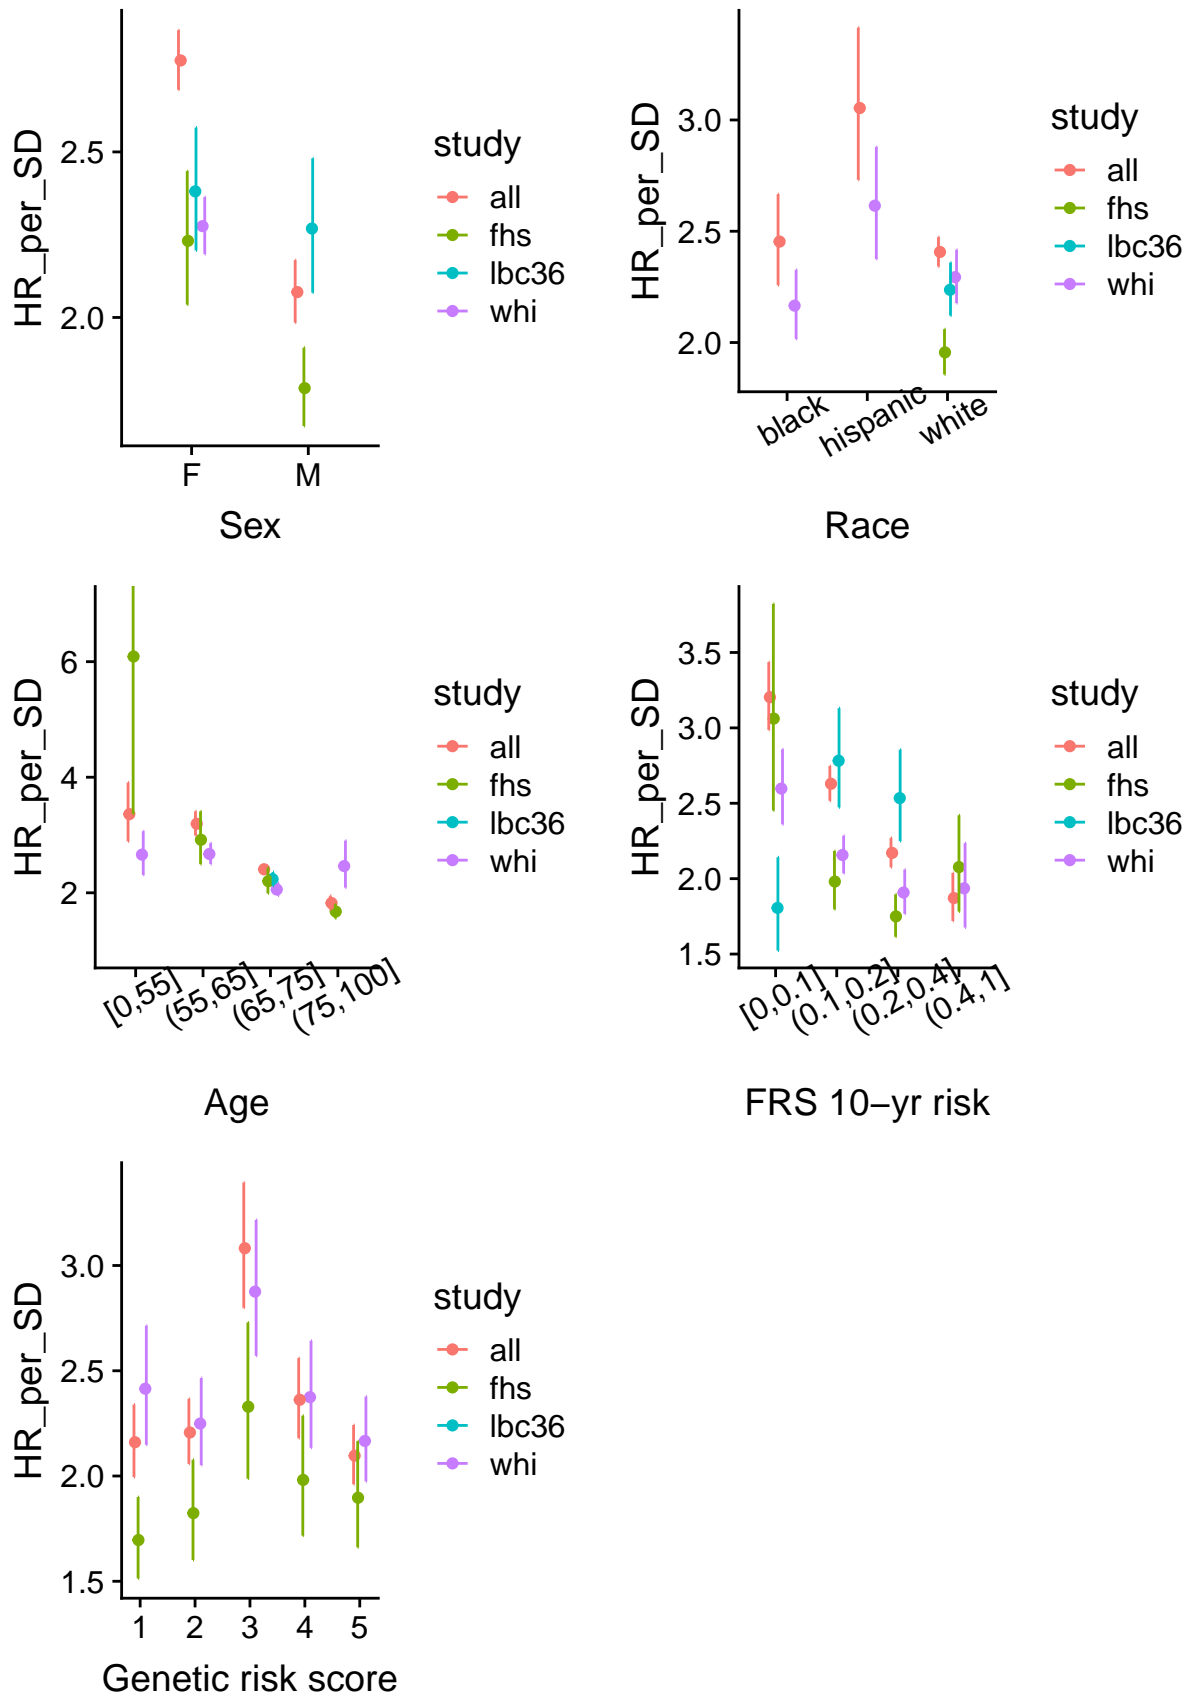 HR_per_SD
2.5
2.0
F
M
Sex
study
all
fhs
lbc36
whi
HR_per_SD
3.0
2.5
2.0
black
hispanic
white
Race
study
all
fhs
lbc36
whi
HR_per_SD
6
4
2
[0,55]
(55,65]
(65,75]
(75,100]
Age
study
all
fhs
lbc36
whi
HR_per_SD
3.5
3.0
2.5
2.0
1.5
[0,0.1]
(0.1,0.2]
(0.2,0.4]
(0.4,1]
FRS 10−yr risk
study
all
fhs
lbc36
whi
HR_per_SD
3.0
2.5
2.0
1.5
1
2
3
4
5
Genetic risk score
study
all
fhs
lbc36
whi